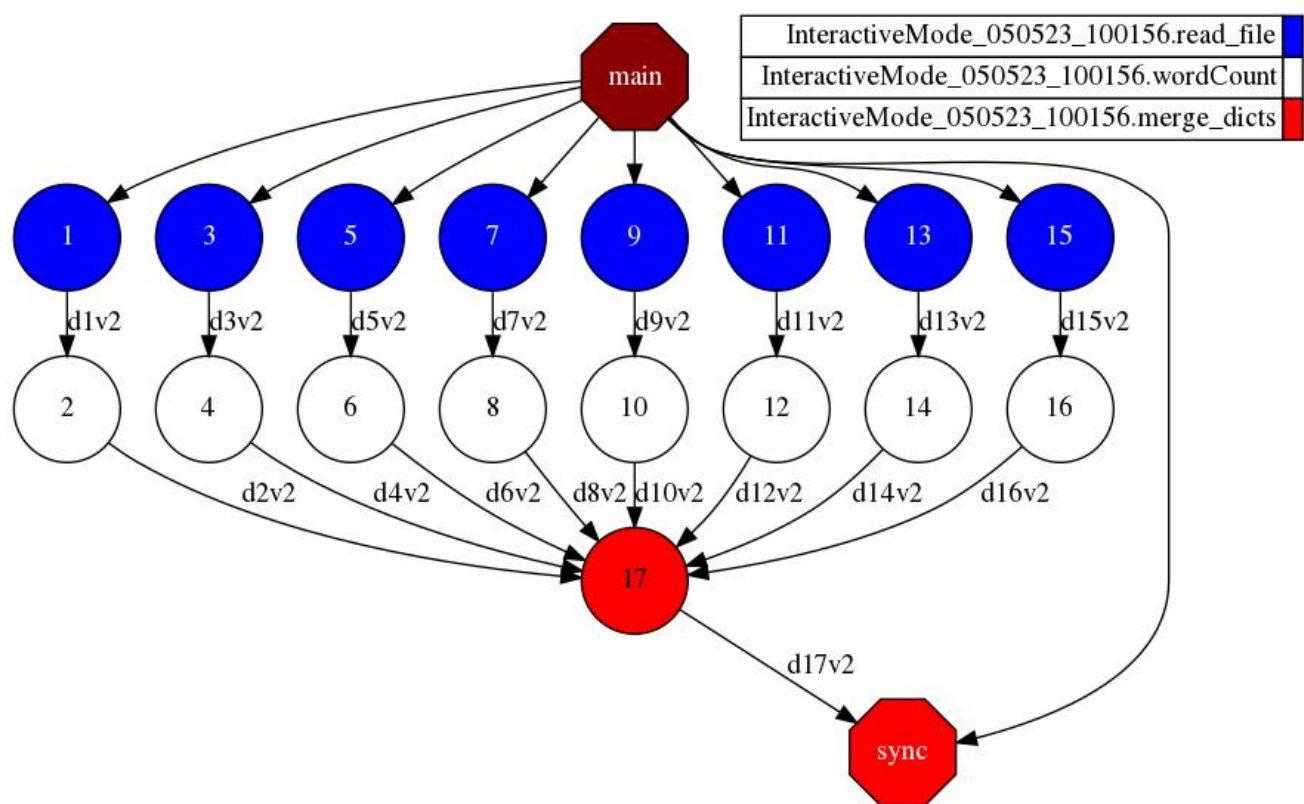 main
InteractiveMode_050523_100156.read_file
InteractiveMode_050523_100156.wordCount
InteractiveMode_050523_100156.merge_dicts
1 3 5 7 9 11 13 15
d1v2 d3v2 d5v2 d7v2 d9v2 d11v2 d13v2 d15v2
2 4 6 8 10 12 14 16
d2v2 d4v2 d6v2 d8v2 d10v2 d12v2 d14v2 d16v2
17
d17v2
sync